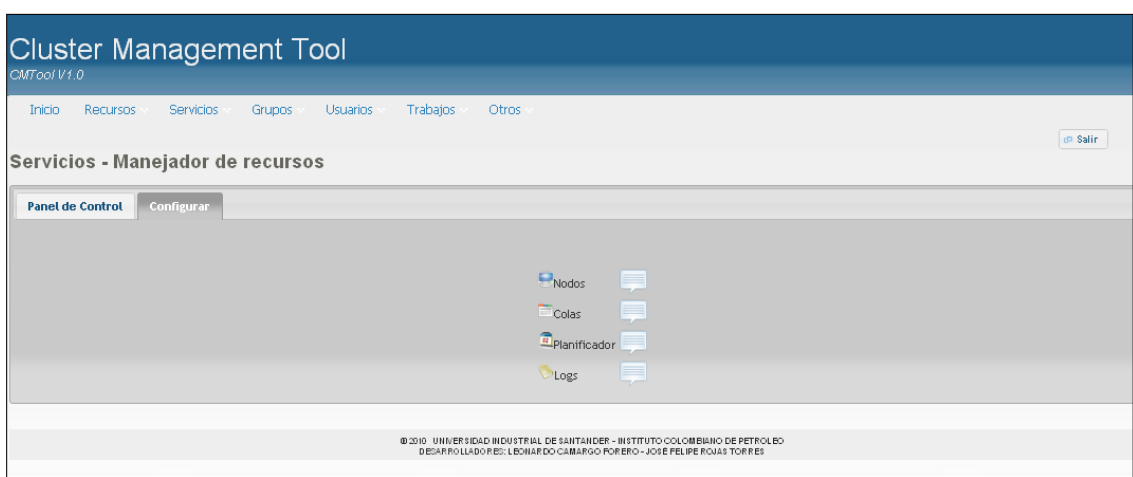 Cluster Management Tool
CMTool V1.0
Inicio Recursos Servicios Grupos Usuarios Trabajos Otros
Salir
Servicios - Manejador de recursos
Panel de Control Configurar
Nodos
Colas
Planificador
Logs
© 2010 UNIVERSIDAD INDUSTRIAL DE SANTANDER - INSTITUTO COLOMBIANO DE PETROLEO
DESARROLLADORES: LEONARDO CAMARGO FORERO - JOSE FELIPE ROJAS TORRES